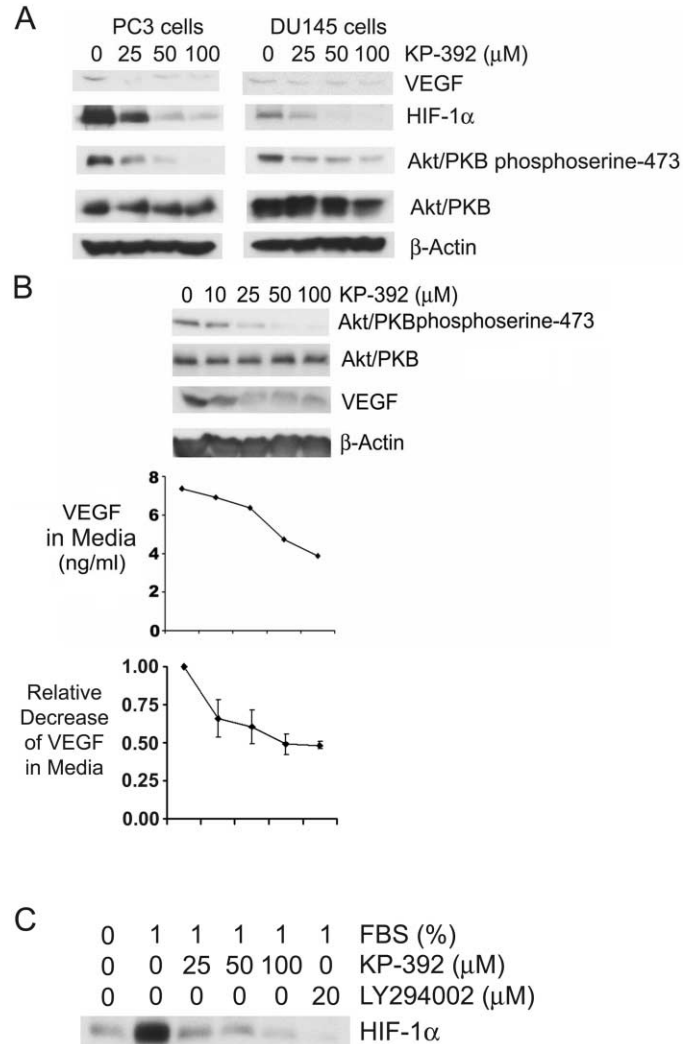 A
PC3 cells DU145 cells
0 25 50 100 0 25 50 100 KP-392 (μM)
VEGF
HIF-1α
Akt/PKB phosphoserine-473
Akt/PKB
β-Actin
B
0 10 25 50 100 KP-392 (μM)
Akt/PKBphosphoserine-473
Akt/PKB
VEGF
β-Actin
VEGF
in Media
(ng/ml)
8
6
4
2
0
Relative
Decrease
of VEGF
in Media
1.00
0.75
0.50
0.25
0.00
C
0 1 1 1 1 1 FBS (%)
0 0 25 50 100 0 KP-392 (μM)
0 0 0 0 0 20 LY294002 (μM)
HIF-1α